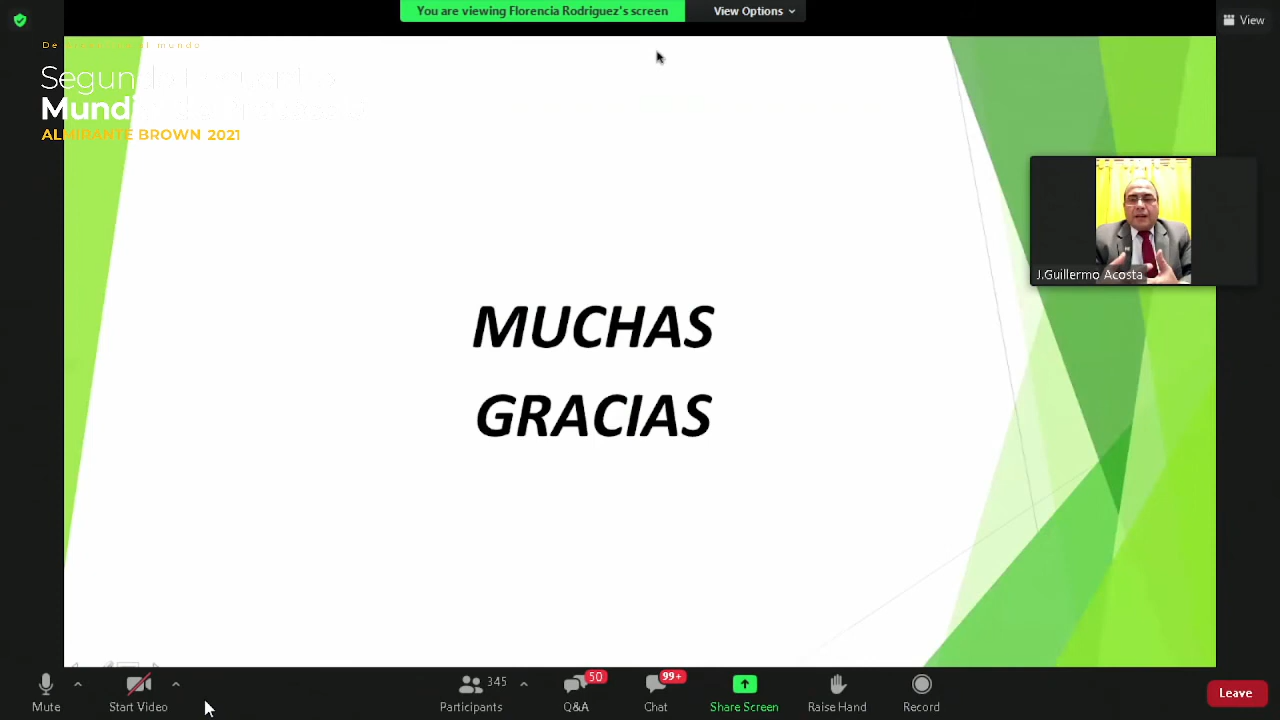 You are viewing Florencia Rodriguez's screen
View Options
View
Segundo
ALMIRANTE BROWN 2021
J.Guillermo Acosta
MUCHAS
GRACIAS
Mute
Start Video
345
Participants
50
Q&A
99+
Chat
Share Screen
Raise Hand
Record
Leave